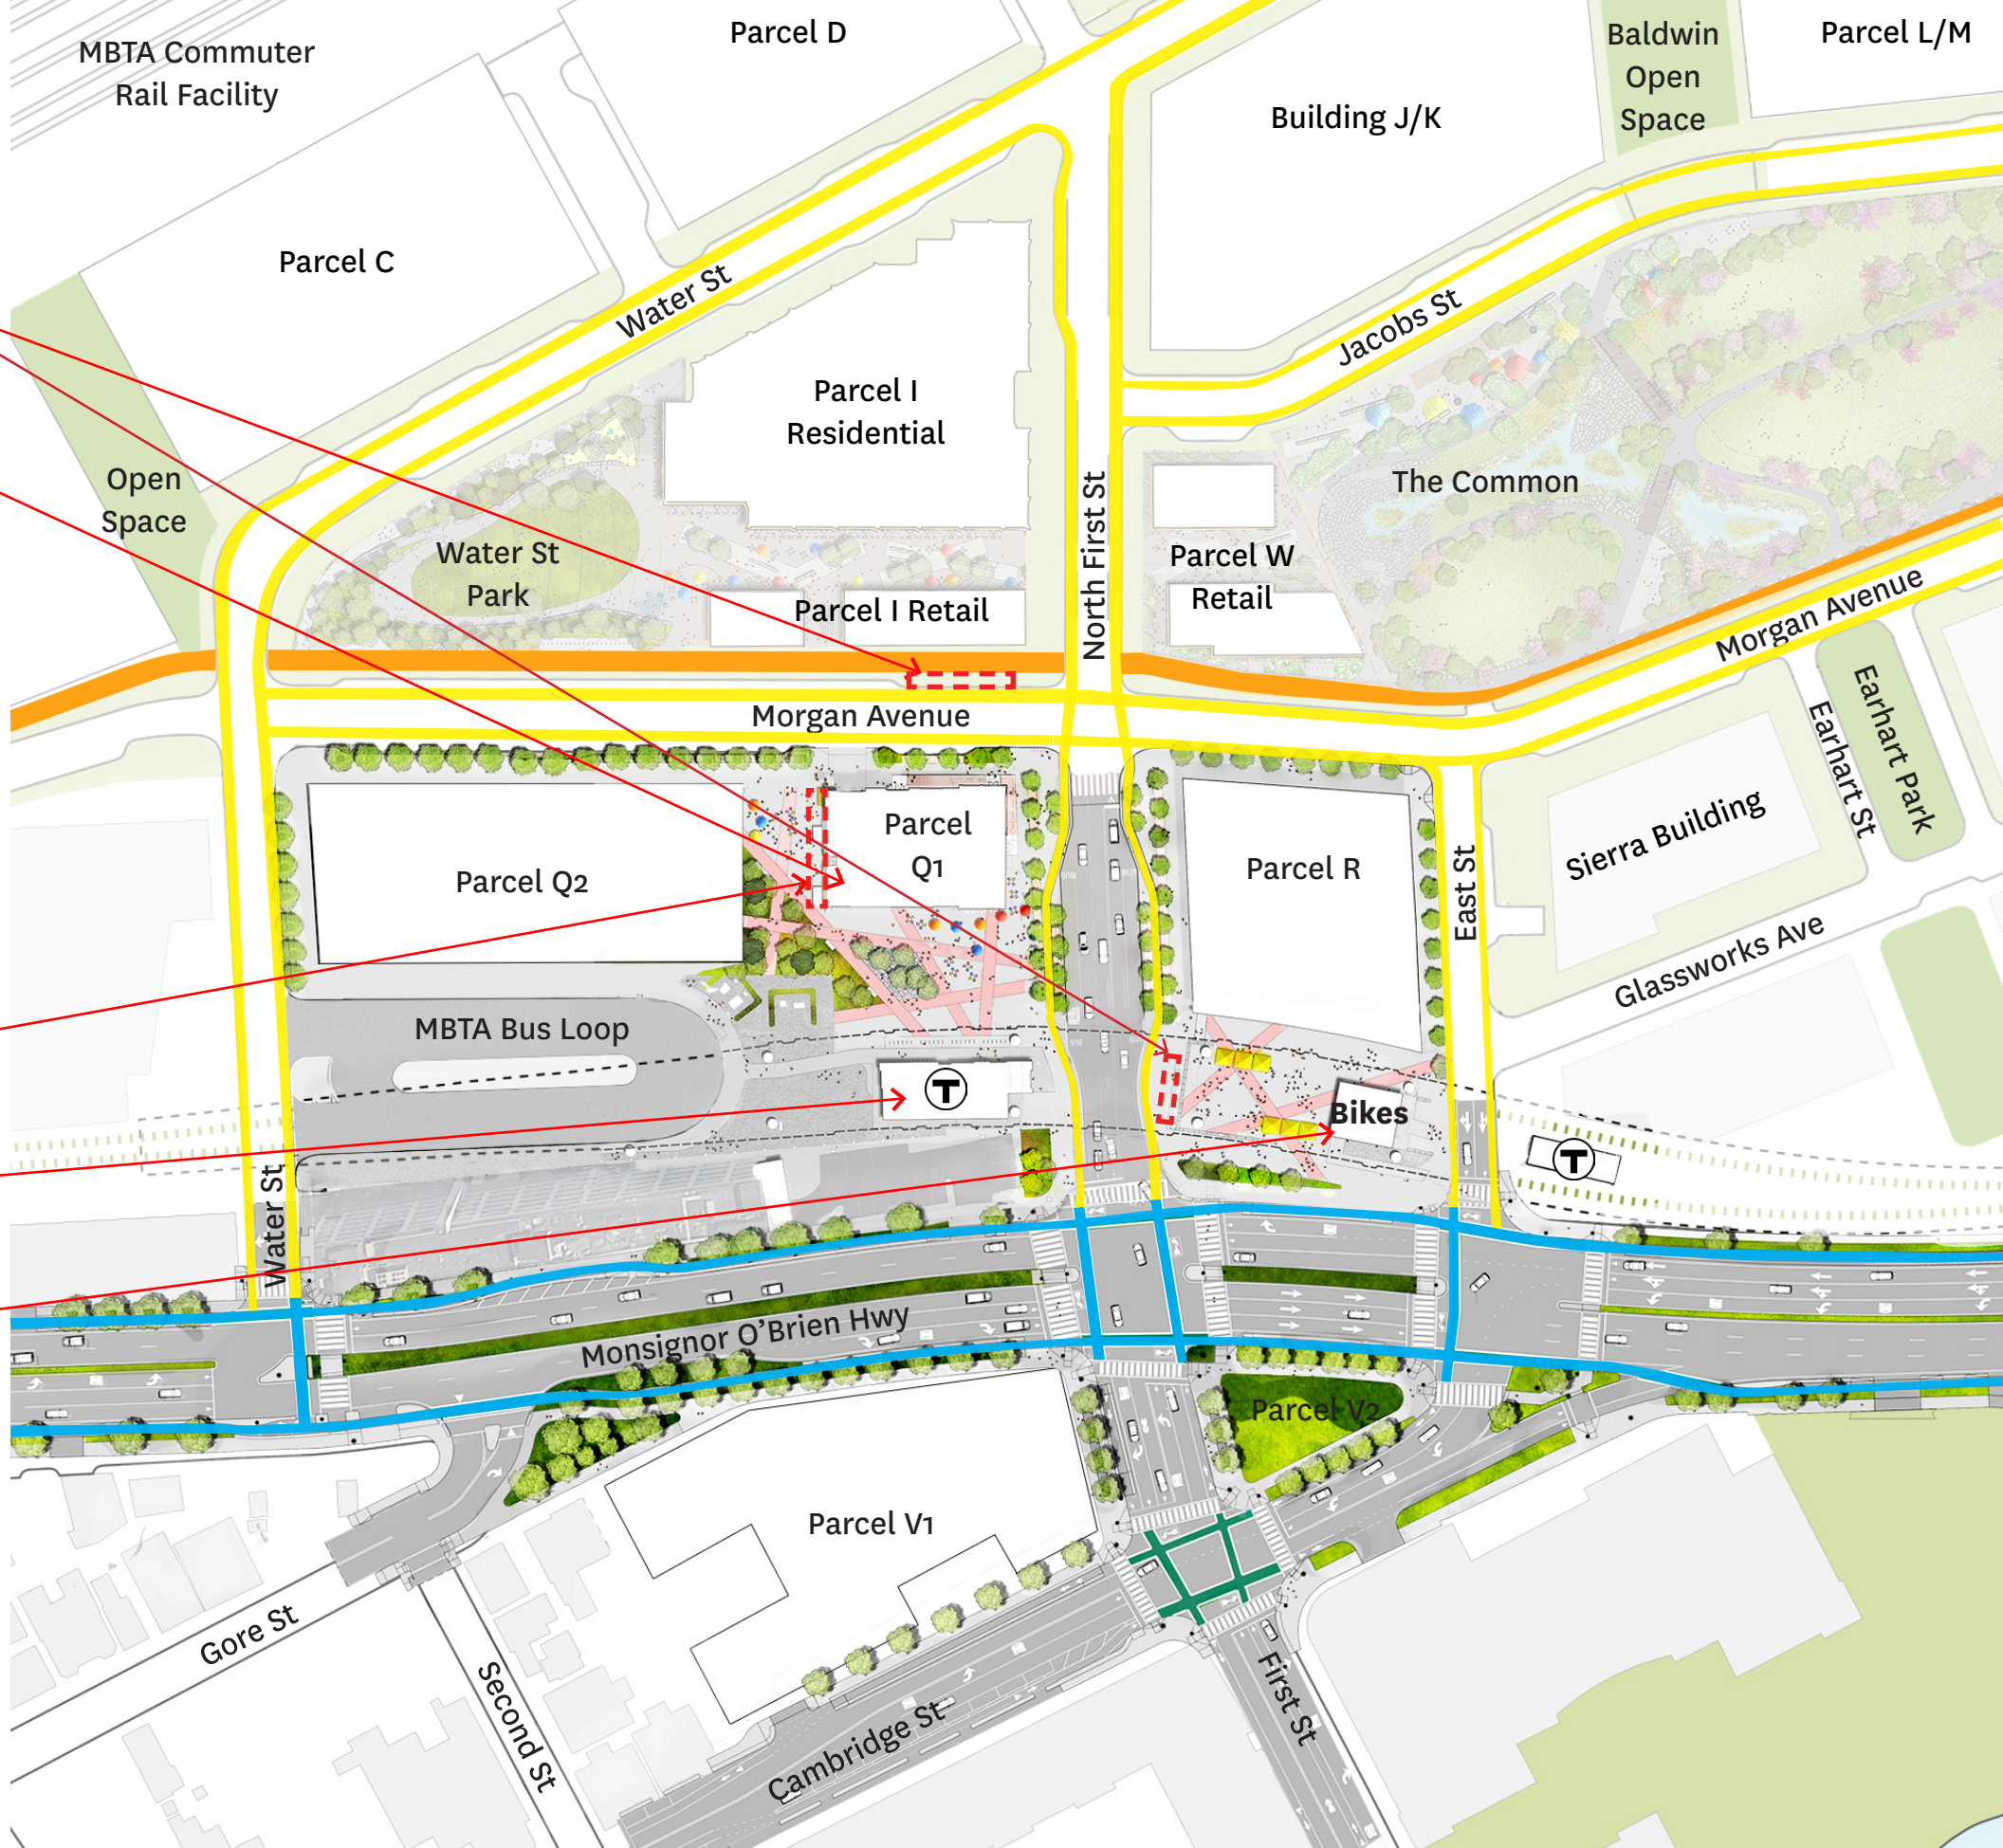 MBTA Commuter
Rail Facility
Parcel D
Baldwin
Open
Space
Parcel L/M
Building J/K
Parcel C
Water St
Jacobs St
Parcel I
Residential
Open
Space
The Common
North First St
Water St
Park
Parcel W
Retail
Parcel I Retail
Morgan Avenue
Morgan Avenue
Earhart St
Earhart Park
Parcel Q2
Parcel
Q1
Parcel R
East St
Sierra Building
Glassworks Ave
MBTA Bus Loop
T
Bikes
T
Water St
Monsignor O’Brien Hwy
Parcel V2
Parcel V1
Gore St
Second St
Cambridge St
First St